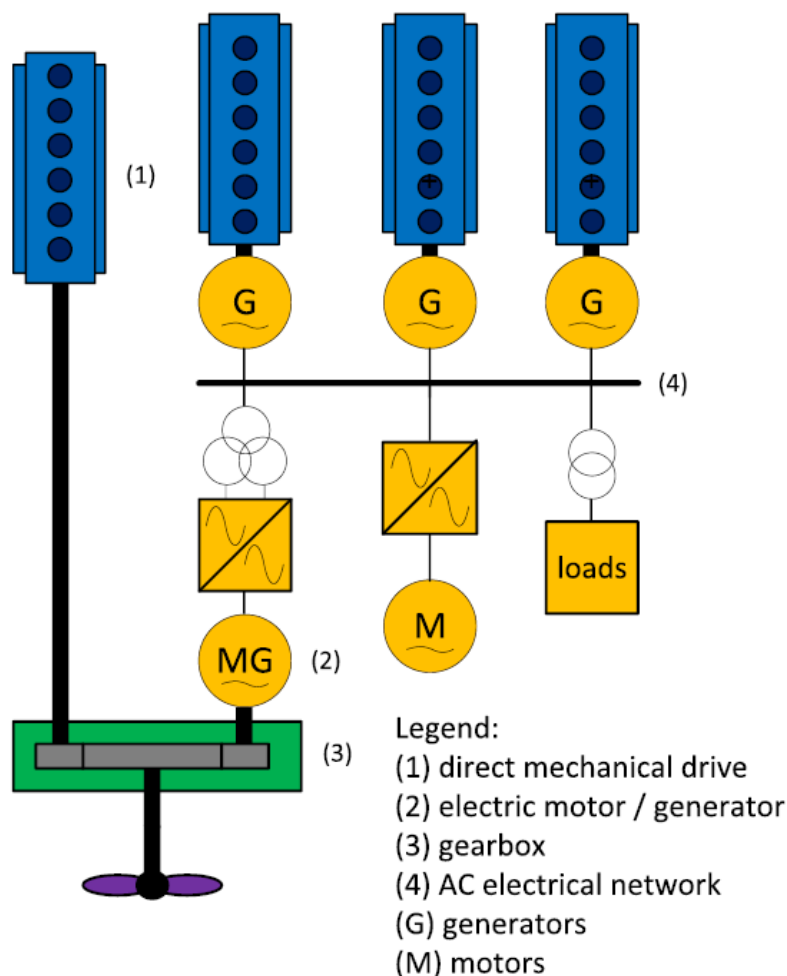 (1)
G
G
G
(4)
loads
M
MG
(2)
(3)
Legend:
(1) direct mechanical drive
(2) electric motor / generator
(3) gearbox
(4) AC electrical network
(G) generators
(M) motors